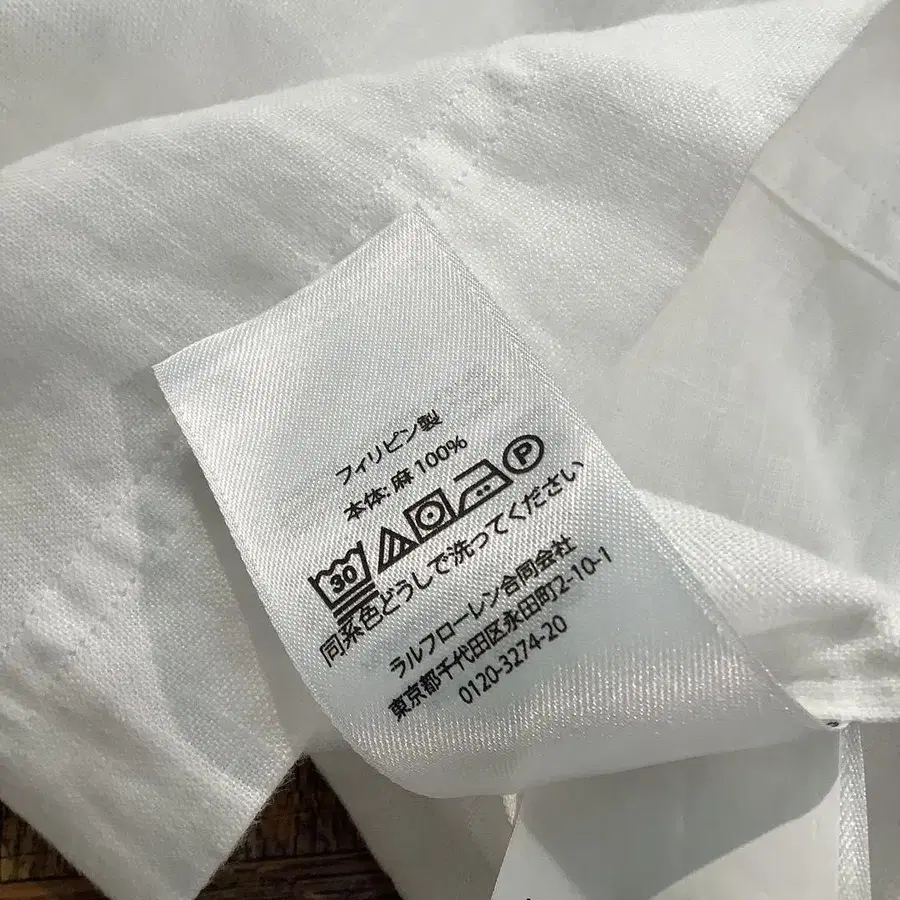 フィリピン製
本体: 麻 100%
30 P
同系色どうしで洗ってください
ラルフローレン合同会社
東京都千代田区永田町2-10-1
0120-3274-20